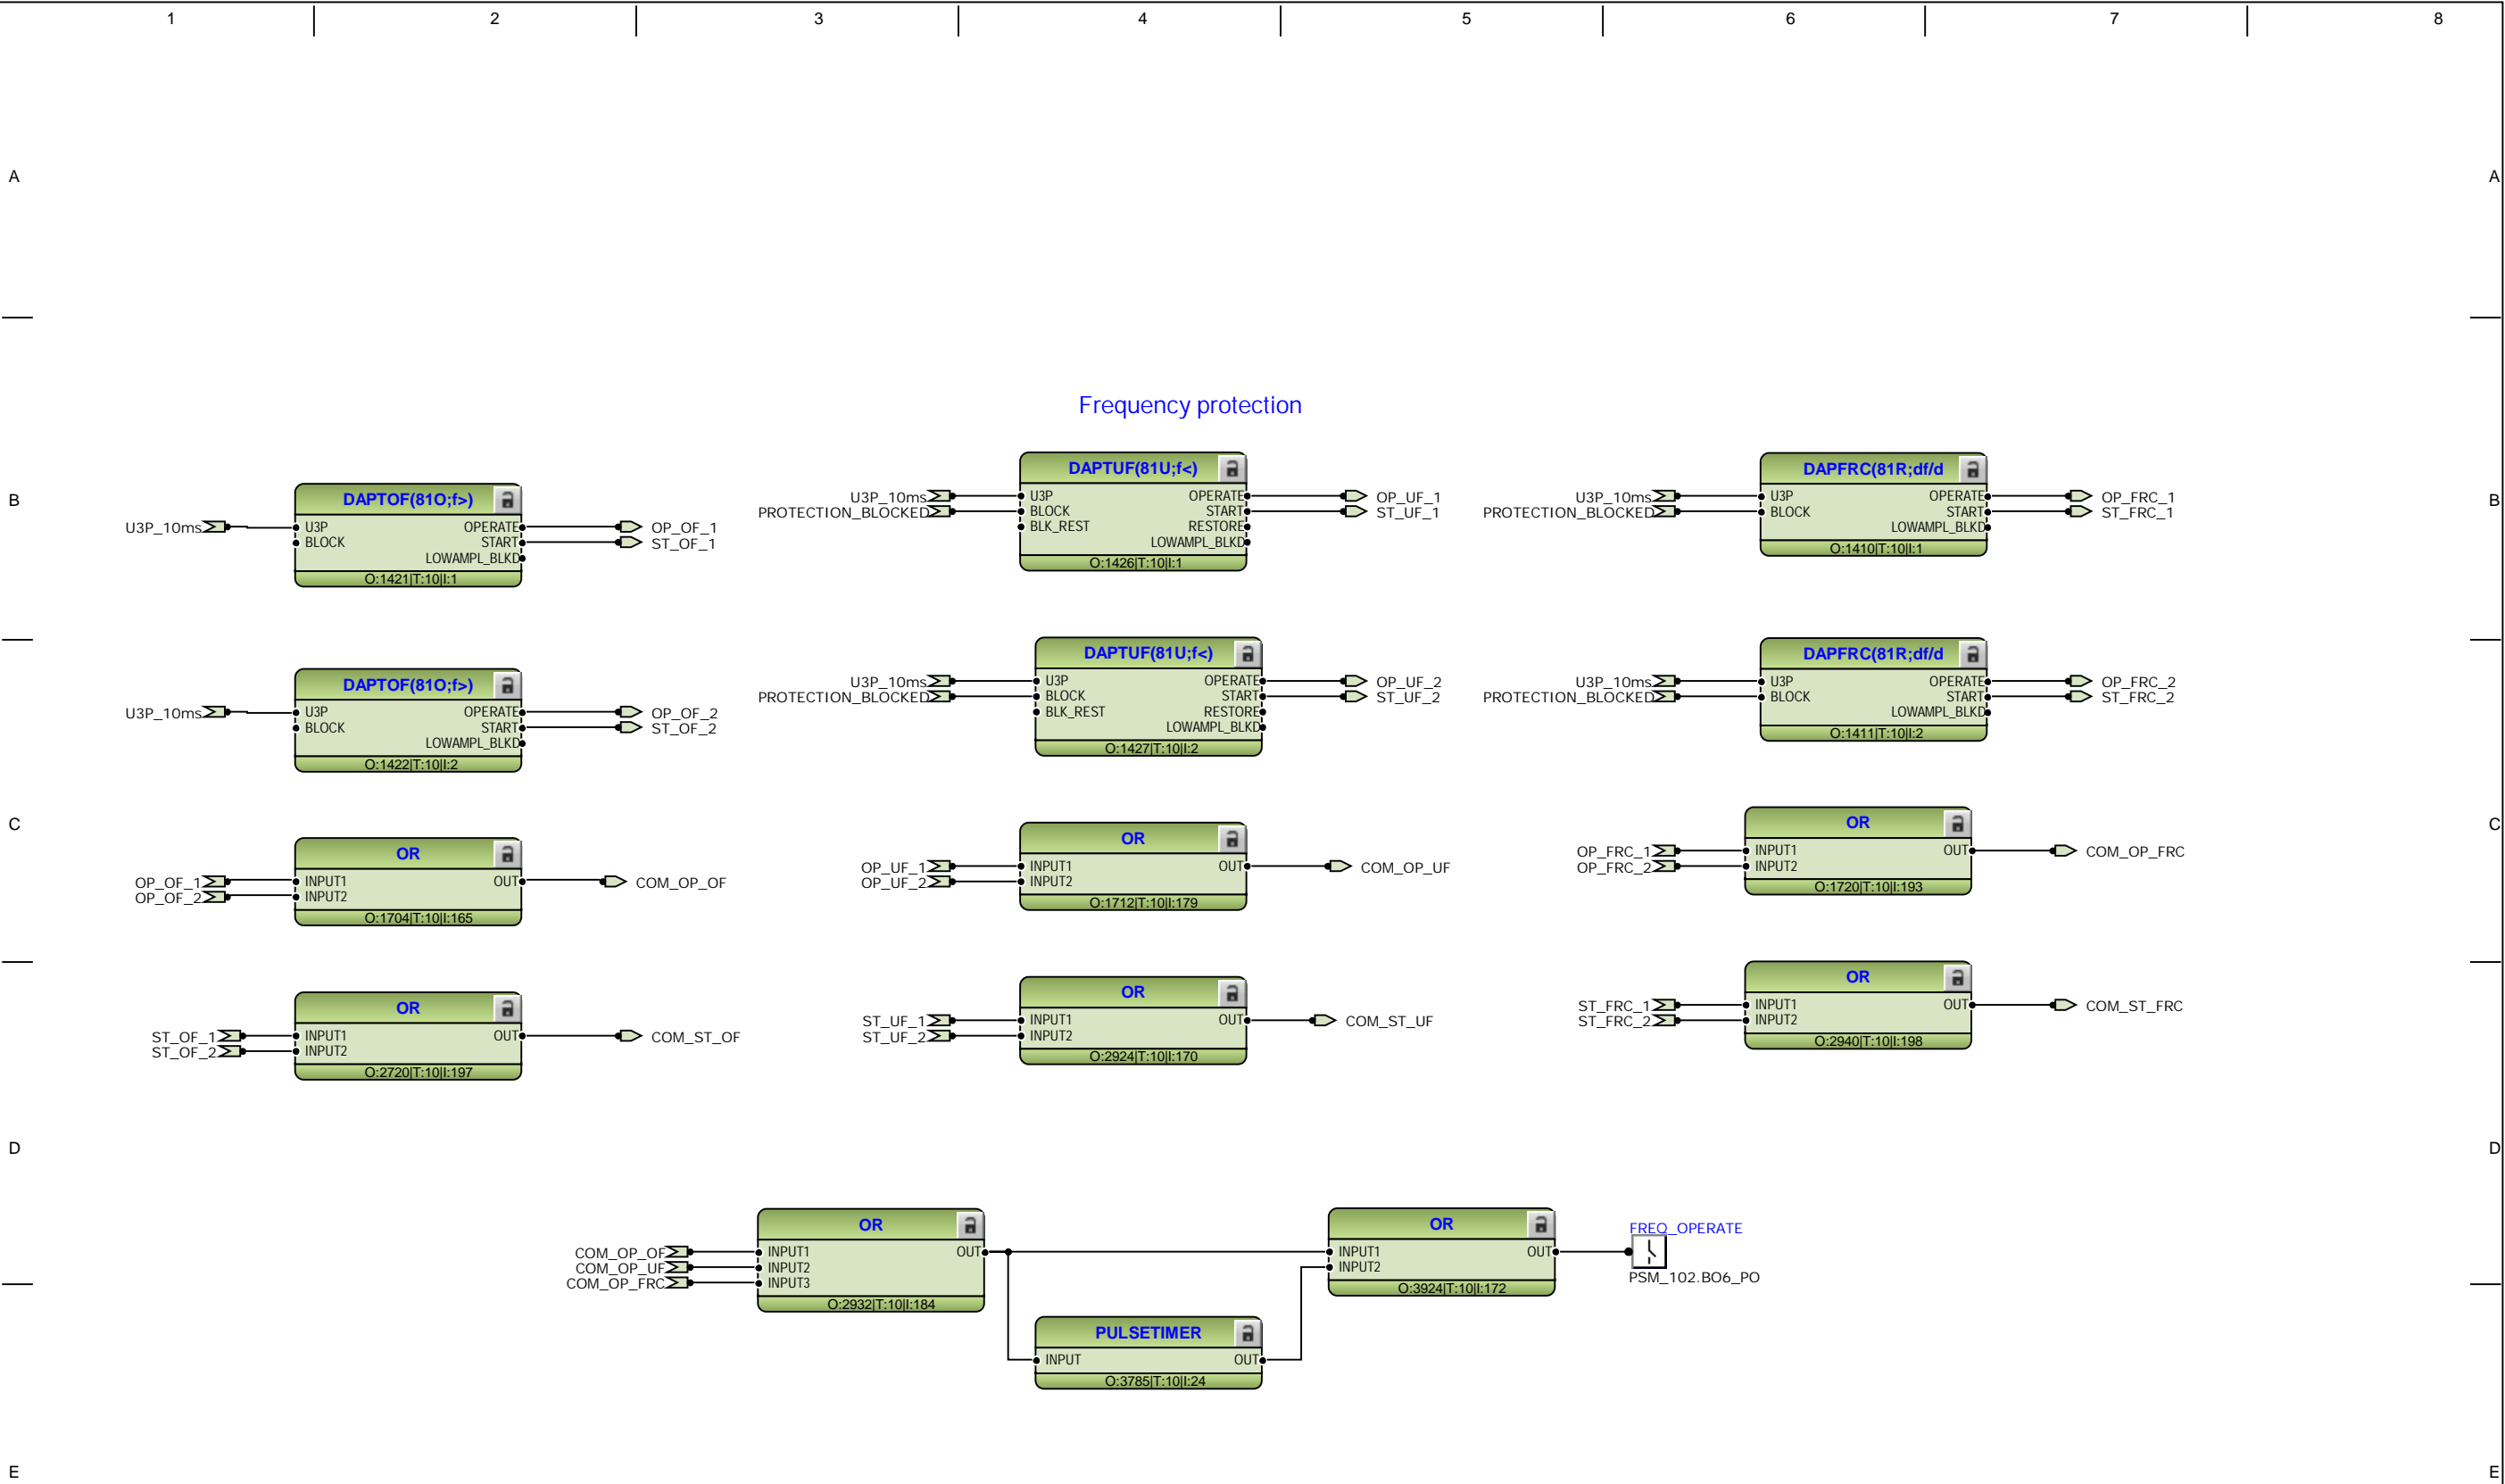 1 2 3 4 5 6 7 8
A A
Frequency protection
B B
DAPTOF(81O;f>)
U3P_10ms U3P OPERATE OP_OF_1
BLOCK START ST_OF_1
LOWAMPL_BLKD
O:1421|T:10|I:1
DAPTUF(81U;f<)
U3P_10ms U3P OPERATE OP_UF_1
PROTECTION_BLOCKED BLOCK START ST_UF_1
BLK_REST RESTORE
LOWAMPL_BLKD
O:1426|T:10|I:1
DAPFRC(81R;df/d
U3P_10ms U3P OPERATE OP_FRC_1
PROTECTION_BLOCKED BLOCK START ST_FRC_1
LOWAMPL_BLKD
O:1410|T:10|I:1
DAPTOF(81O;f>)
U3P_10ms U3P OPERATE OP_OF_2
BLOCK START ST_OF_2
LOWAMPL_BLKD
O:1422|T:10|I:2
DAPTUF(81U;f<)
U3P_10ms U3P OPERATE OP_UF_2
PROTECTION_BLOCKED BLOCK START ST_UF_2
BLK_REST RESTORE
LOWAMPL_BLKD
O:1427|T:10|I:2
DAPFRC(81R;df/d
U3P_10ms U3P OPERATE OP_FRC_2
PROTECTION_BLOCKED BLOCK START ST_FRC_2
LOWAMPL_BLKD
O:1411|T:10|I:2
C C
OR
OP_OF_1 INPUT1 OUT COM_OP_OF
OP_OF_2 INPUT2
O:1704|T:10|I:165
OR
OP_UF_1 INPUT1 OUT COM_OP_UF
OP_UF_2 INPUT2
O:1712|T:10|I:179
OR
OP_FRC_1 INPUT1 OUT COM_OP_FRC
OP_FRC_2 INPUT2
O:1720|T:10|I:193
OR
ST_OF_1 INPUT1 OUT COM_ST_OF
ST_OF_2 INPUT2
O:2720|T:10|I:197
OR
ST_UF_1 INPUT1 OUT COM_ST_UF
ST_UF_2 INPUT2
O:2924|T:10|I:170
OR
ST_FRC_1 INPUT1 OUT COM_ST_FRC
ST_FRC_2 INPUT2
O:2940|T:10|I:198
D D
OR
COM_OP_OF INPUT1 OUT
COM_OP_UF INPUT2
COM_OP_FRC INPUT3
O:2932|T:10|I:184
OR
INPUT1 OUT
INPUT2
O:3924|T:10|I:172
FREQ_OPERATE
PSM_102.BO6_PO
PULSETIMER
INPUT OUT
O:3785|T:10|I:24
E E